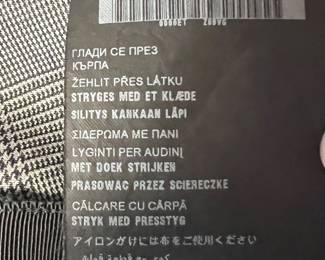 ГЛАДИ СЕ ПРЕЗ
КЪРПА
ŽEHLIT PŘES LÁTKU
STRYGES MED ET KLÆDE
SILITYS KANKAAN LÄPI
ΣΙΔΕΡΩΜΑ ΜΕ ΠΑΝΙ
LYGINTI PER AUDINĮ
MET DOEK STRIJKEN
PRASOWAĆ PRZEZ ŚCIERECZKE
CĂLCARE CU CÂRPĂ
STRYK MED PRESSTYG
アイロンがけには布をご使用ください